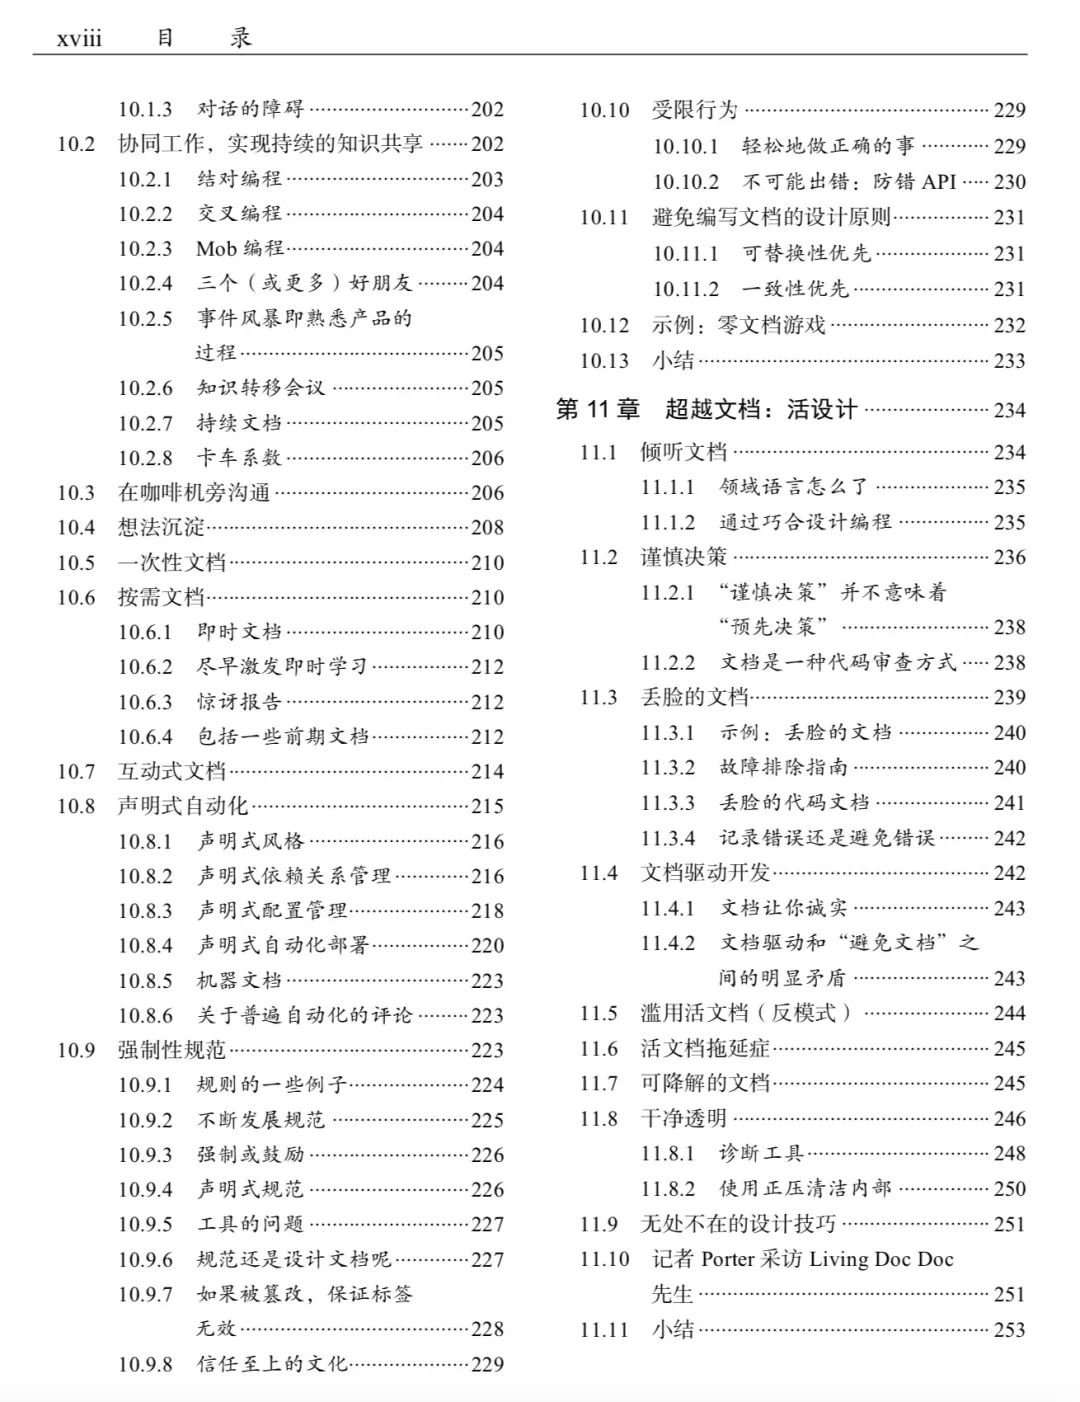 xviii 目 录
10.1.3 对话的障碍 202
10.2 协同工作，实现持续的知识共享 202
10.2.1 结对编程 203
10.2.2 交叉编程 204
10.2.3 Mob 编程 204
10.2.4 三个（或更多）好朋友 204
10.2.5 事件风暴即熟悉产品的
过程 205
10.2.6 知识转移会议 205
10.2.7 持续文档 205
10.2.8 卡车系数 206
10.3 在咖啡机旁沟通 206
10.4 想法沉淀 208
10.5 一次性文档 210
10.6 按需文档 210
10.6.1 即时文档 210
10.6.2 尽早激发即时学习 212
10.6.3 惊讶报告 212
10.6.4 包括一些前期文档 212
10.7 互动式文档 214
10.8 声明式自动化 215
10.8.1 声明式风格 216
10.8.2 声明式依赖关系管理 216
10.8.3 声明式配置管理 218
10.8.4 声明式自动化部署 220
10.8.5 机器文档 223
10.8.6 关于普遍自动化的评论 223
10.9 强制性规范 223
10.9.1 规则的一些例子 224
10.9.2 不断发展规范 225
10.9.3 强制或鼓励 226
10.9.4 声明式规范 226
10.9.5 工具的问题 227
10.9.6 规范还是设计文档呢 227
10.9.7 如果被篡改，保证标签
无效 228
10.9.8 信任至上的文化 229
10.10 受限行为 229
10.10.1 轻松地做正确的事 229
10.10.2 不可能出错：防错 API 230
10.11 避免编写文档的设计原则 231
10.11.1 可替换性优先 231
10.11.2 一致性优先 231
10.12 示例：零文档游戏 232
10.13 小结 233
第 11 章 超越文档：活设计 234
11.1 倾听文档 234
11.1.1 领域语言怎么了 235
11.1.2 通过巧合设计编程 235
11.2 谨慎决策 236
11.2.1 “谨慎决策”并不意味着
“预先决策” 238
11.2.2 文档是一种代码审查方式 238
11.3 丢脸的文档 239
11.3.1 示例：丢脸的文档 240
11.3.2 故障排除指南 240
11.3.3 丢脸的代码文档 241
11.3.4 记录错误还是避免错误 242
11.4 文档驱动开发 242
11.4.1 文档让你诚实 243
11.4.2 文档驱动和“避免文档”之
间的明显矛盾 243
11.5 滥用活文档（反模式） 244
11.6 活文档拖延症 245
11.7 可降解的文档 245
11.8 干净透明 246
11.8.1 诊断工具 248
11.8.2 使用正压清洁内部 250
11.9 无处不在的设计技巧 251
11.10 记者 Porter 采访 Living Doc Doc
先生 251
11.11 小结 253